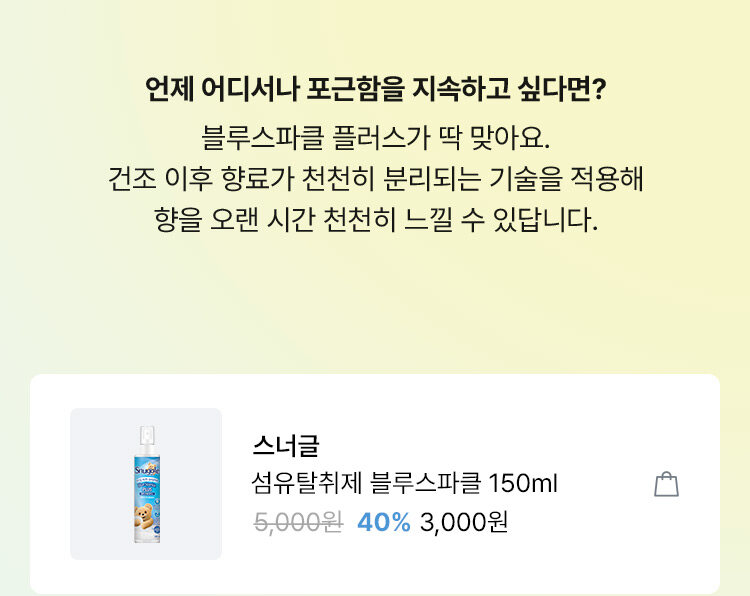 언제 어디서나 포근함을 지속하고 싶다면?
블루스파클 플러스가 딱 맞아요.
건조 이후 향료가 천천히 분리되는 기술을 적용해
향을 오랜 시간 천천히 느낄 수 있답니다.
Snuggle
스너글
섬유탈취제 블루스파클 150ml
5,000원 40% 3,000원